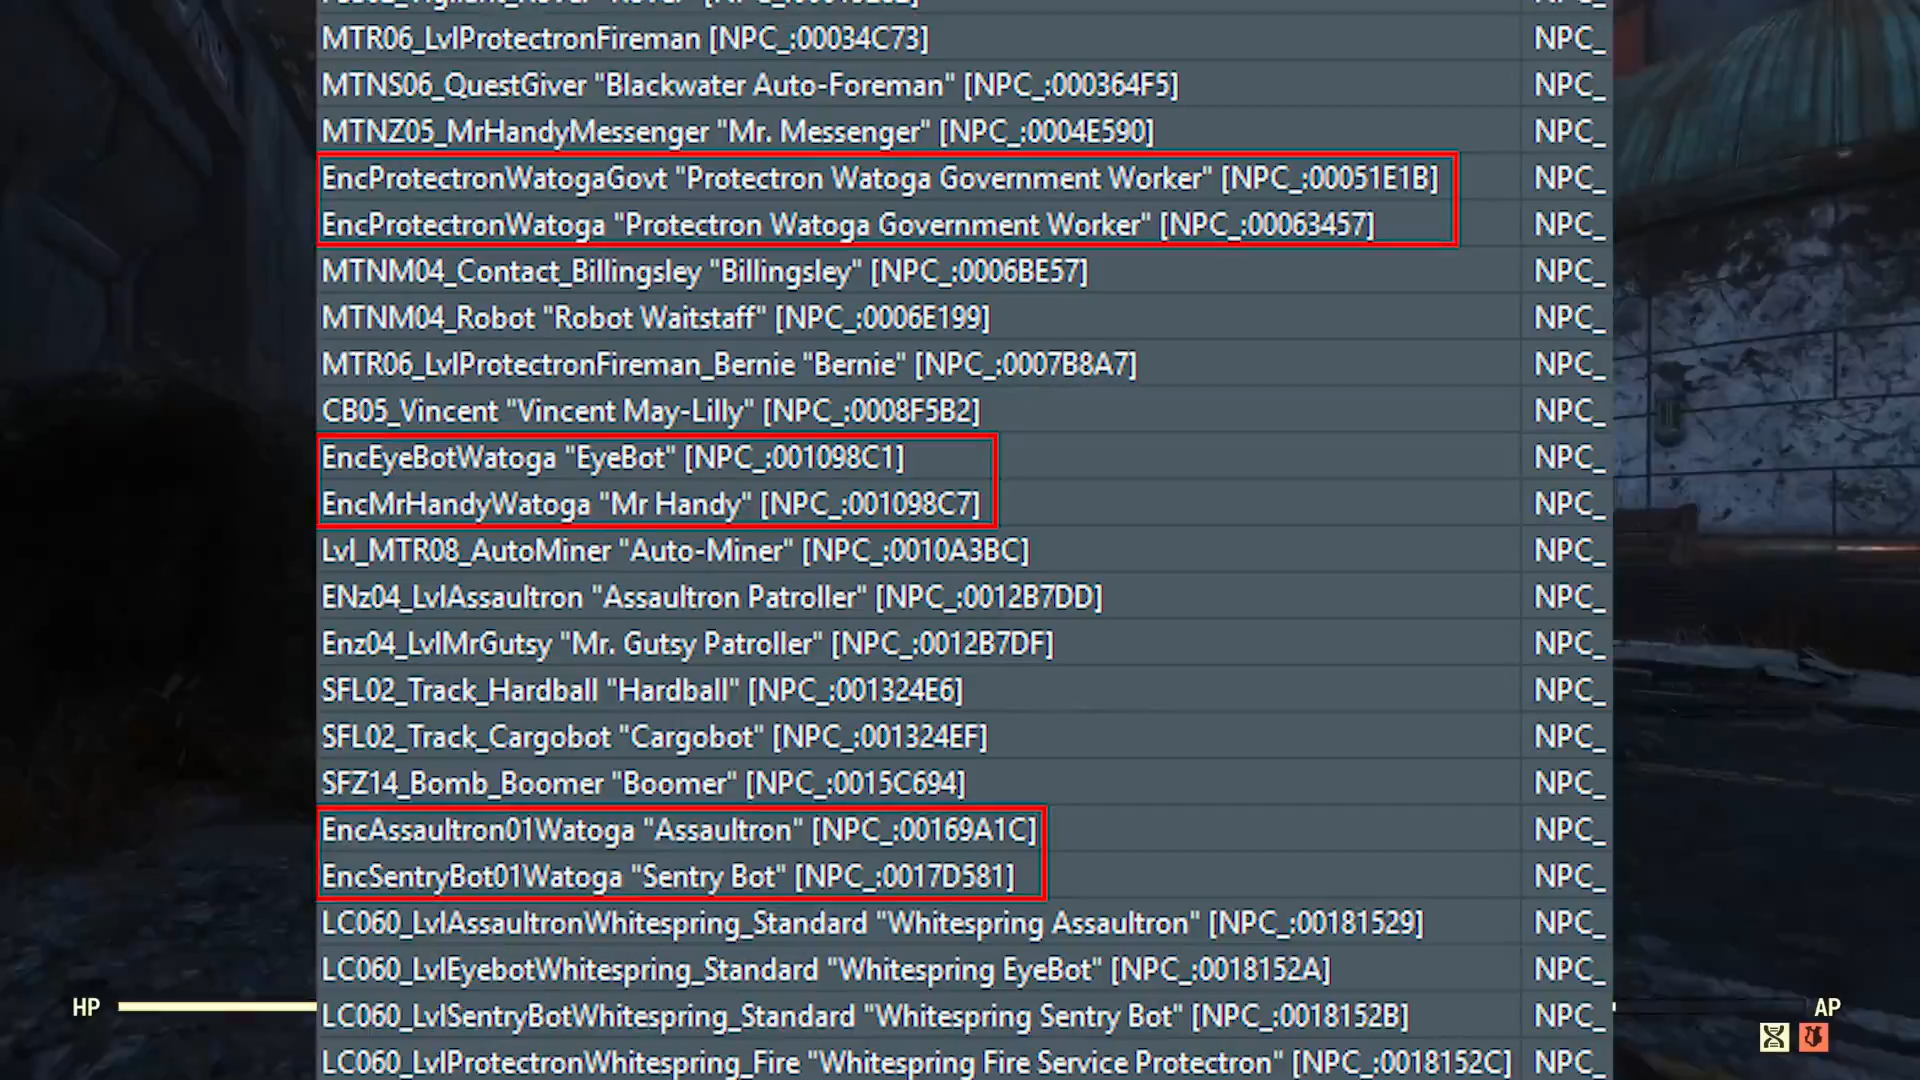 MTR06_LvlProtectronFireman [NPC_:00034C73] NPC_
MTNS06_QuestGiver "Blackwater Auto-Foreman" [NPC_:000364F5] NPC_
MTNZ05_MrHandyMessenger "Mr. Messenger" [NPC_:0004E590] NPC_
EncProtectronWatogaGovt "Protectron Watoga Government Worker" [NPC_:00051E1B] NPC_
EncProtectronWatoga "Protectron Watoga Government Worker" [NPC_:00063457] NPC_
MTNM04_Contact_Billingsley "Billingsley" [NPC_:0006BE57] NPC_
MTNM04_Robot "Robot Waitstaff" [NPC_:0006E199] NPC_
MTR06_LvlProtectronFireman_Bernie "Bernie" [NPC_:0007B8A7] NPC_
CB05_Vincent "Vincent May-Lilly" [NPC_:0008F5B2] NPC_
EncEyeBotWatoga "EyeBot" [NPC_:001098C1] NPC_
EncMrHandyWatoga "Mr Handy" [NPC_:001098C7] NPC_
Lvl_MTR08_AutoMiner "Auto-Miner" [NPC_:0010A3BC] NPC_
ENz04_LvlAssaultron "Assaultron Patroller" [NPC_:0012B7DD] NPC_
Enz04_LvlMrGutsy "Mr. Gutsy Patroller" [NPC_:0012B7DF] NPC_
SFL02_Track_Hardball "Hardball" [NPC_:001324E6] NPC_
SFL02_Track_Cargobot "Cargobot" [NPC_:001324EF] NPC_
SFZ14_Bomb_Boomer "Boomer" [NPC_:0015C694] NPC_
EncAssaultron01Watoga "Assaultron" [NPC_:00169A1C] NPC_
EncSentryBot01Watoga "Sentry Bot" [NPC_:0017D581] NPC_
LC060_LvlAssaultronWhitespring_Standard "Whitespring Assaultron" [NPC_:00181529] NPC_
LC060_LvlEyebotWhitespring_Standard "Whitespring EyeBot" [NPC_:0018152A] NPC_
LC060_LvlSentryBotWhitespring_Standard "Whitespring Sentry Bot" [NPC_:0018152B] NPC_
LC060_LvlProtectronWhitespring_Fire "Whitespring Fire Service Protectron" [NPC_:0018152C] NPC_
HP
AP